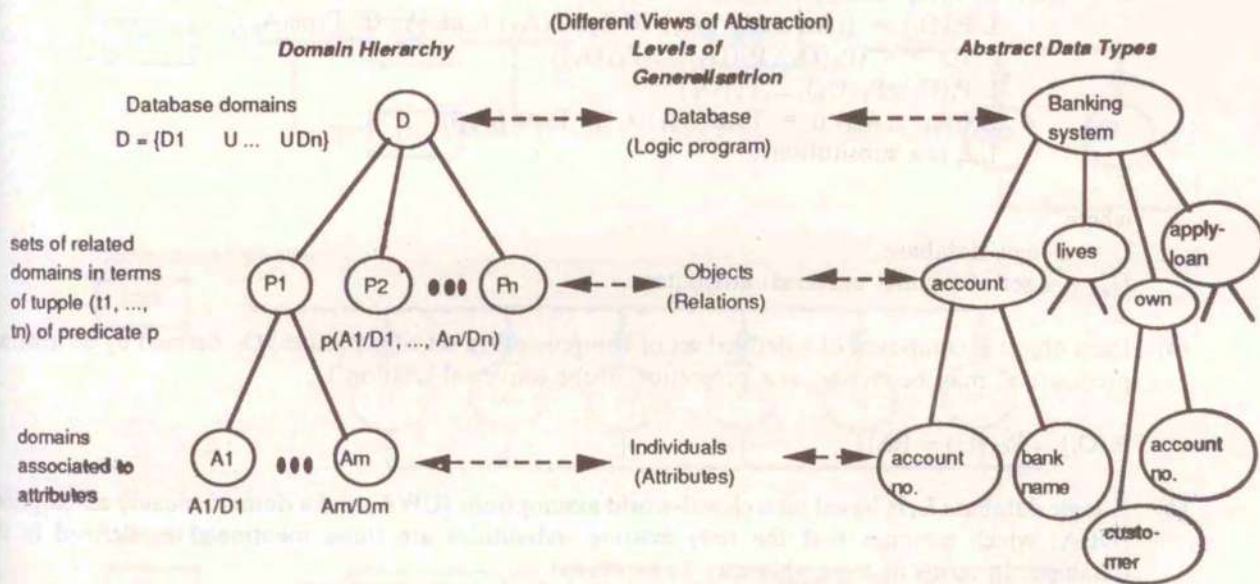 (Different Views of Abstraction)
Domain Hierarchy
Levels of
Generalisatrion
Abstract Data Types
Database domains
D = {D1 U ... UDn}
D
Database
(Logic program)
Banking
system
sets of related
domains in terms
of tupple (t1, ...,
tn) of predicate p
P1
P2
Pn
p(A1/D1, ..., An/Dn)
Objects
(Relations)
account
lives
own
apply-
loan
domains
associated to
attributes
A1
Am
A1/D1
Am/Dm
Individuals
(Attributes)
account
no.
bank
name
custo-
mer
account
no.